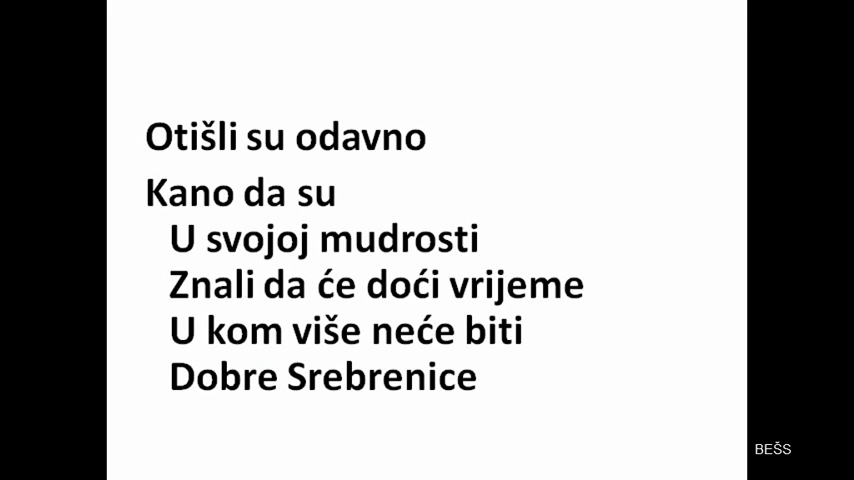 Otišli su odavno
Kano da su
U svojoj mudrosti
Znali da će doći vrijeme
U kom više neće biti
Dobre Srebrenice
BEŠS